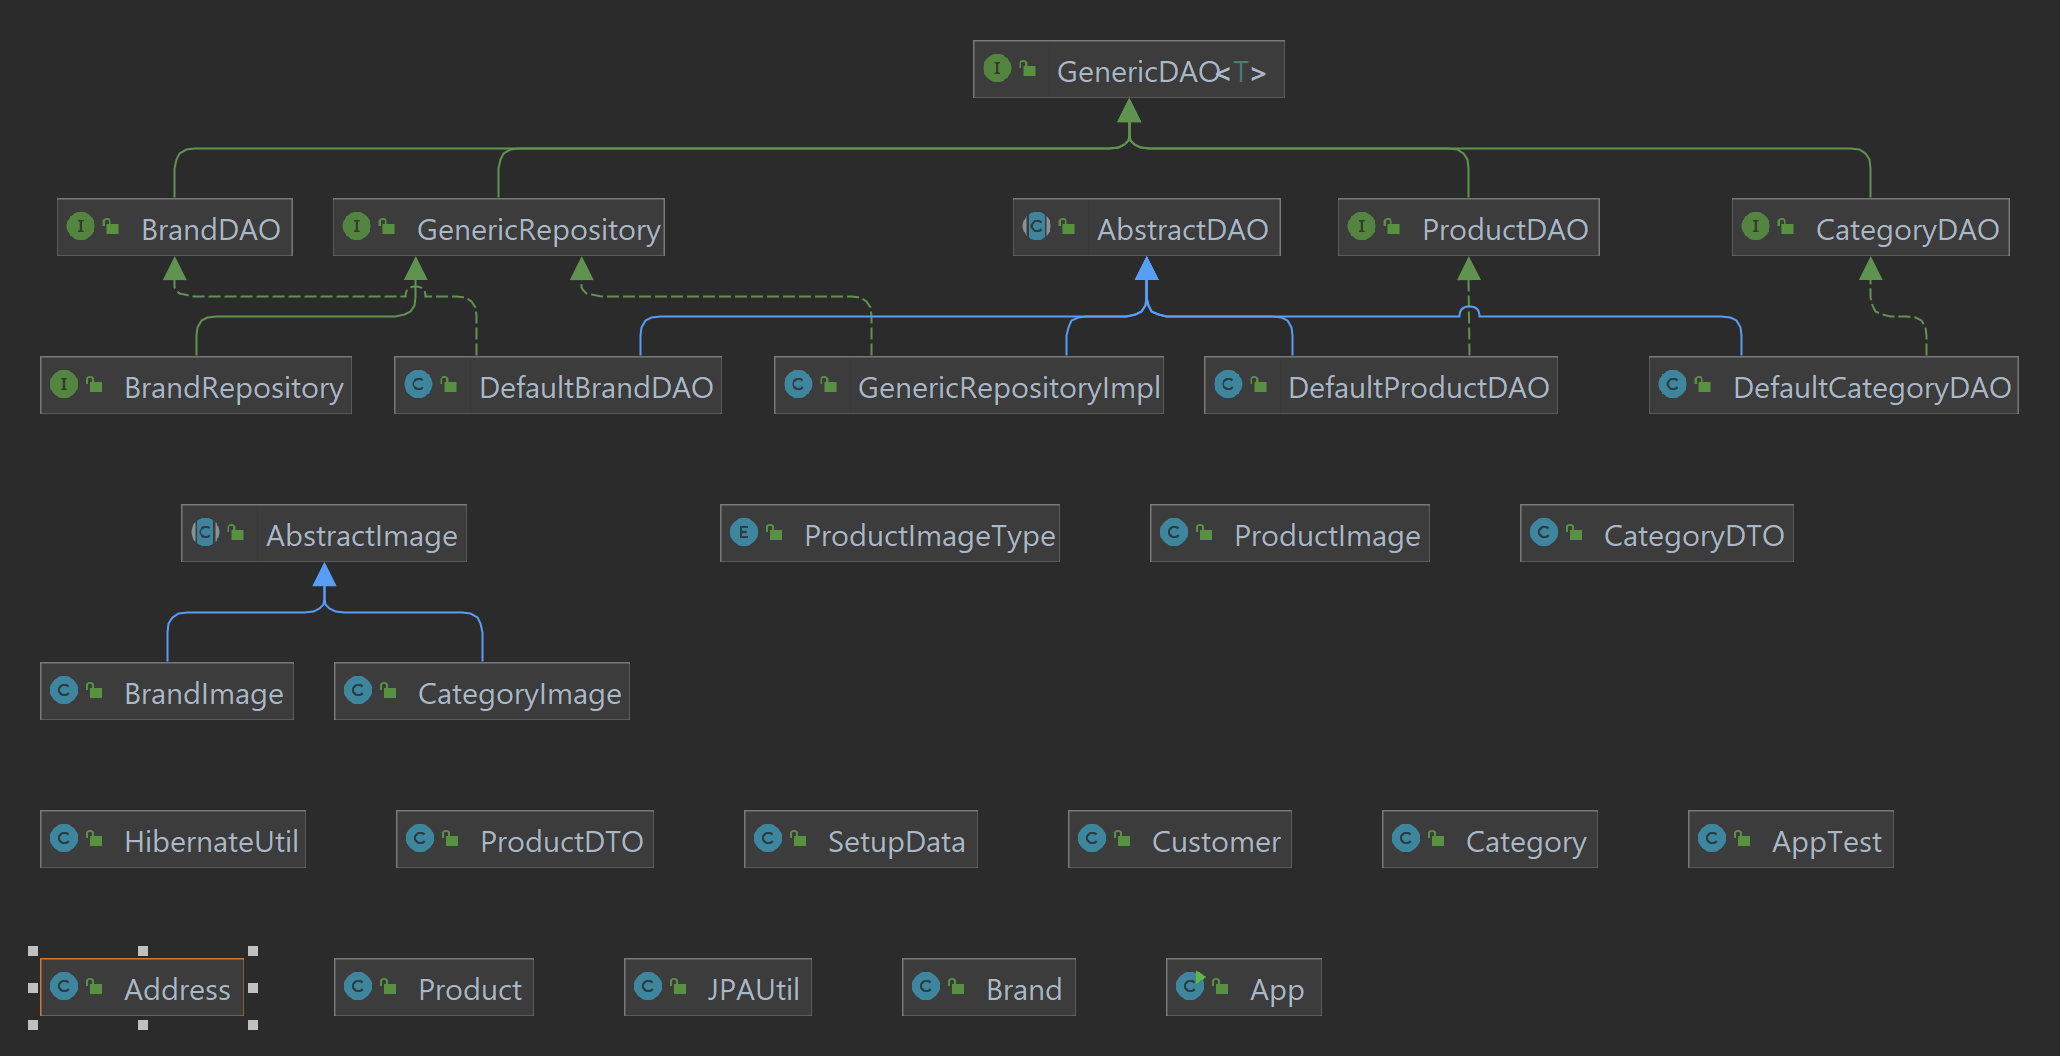 GenericDAO<T>
BrandDAO
GenericRepository
AbstractDAO
ProductDAO
CategoryDAO
BrandRepository
DefaultBrandDAO
GenericRepositoryImpl
DefaultProductDAO
DefaultCategoryDAO
AbstractImage
ProductImageType
ProductImage
CategoryDTO
BrandImage
CategoryImage
HibernateUtil
ProductDTO
SetupData
Customer
Category
AppTest
Address
Product
JPAUtil
Brand
App